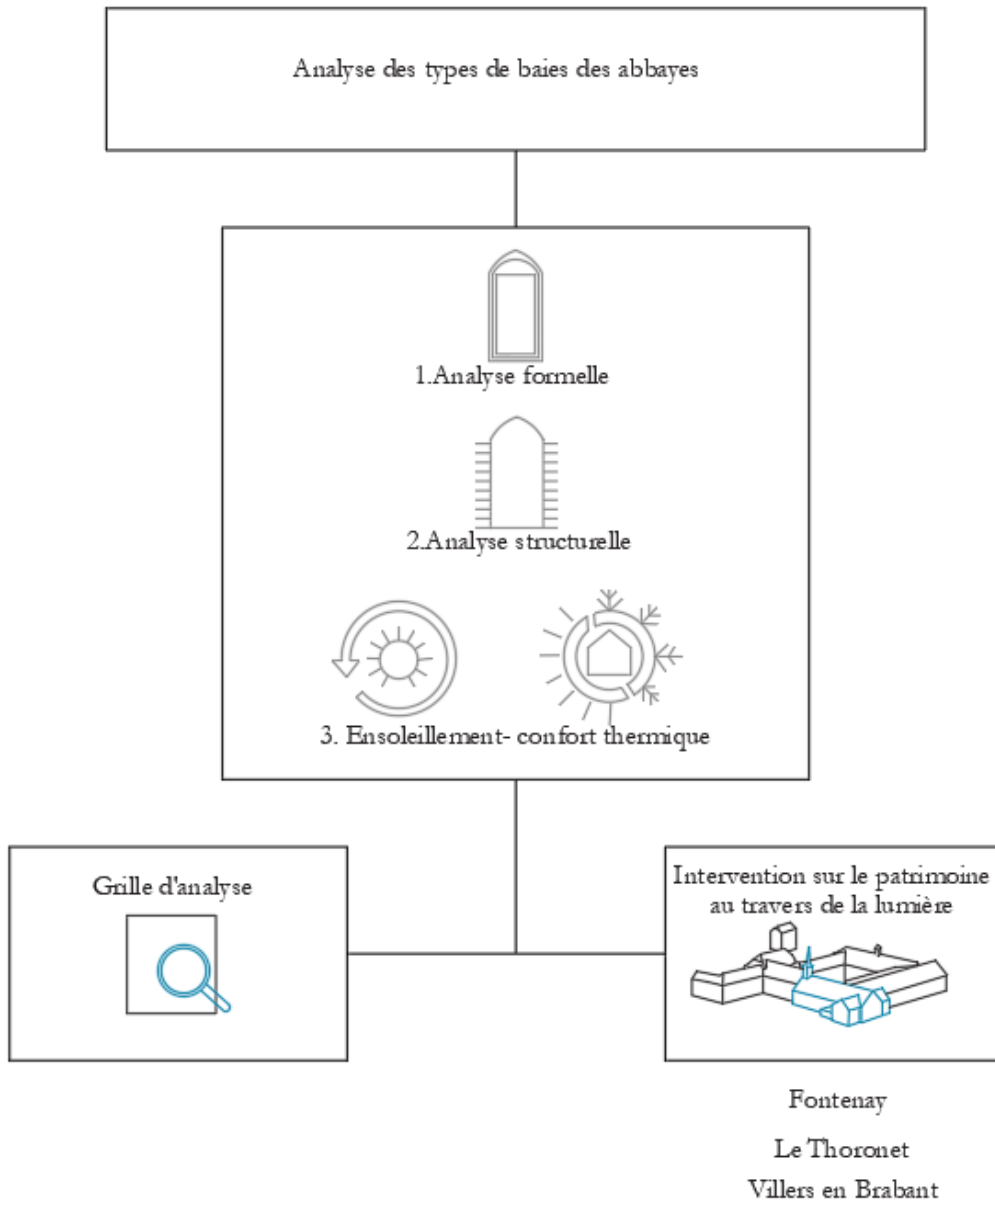 Analyse des types de baies des abbayes
1.Analyse formelle
2.Analyse structurelle
3. Ensoleillement- confort thermique
Grille d'analyse
Intervention sur le patrimoine
au travers de la lumière
Fontenay
Le Thoronet
Villers en Brabant